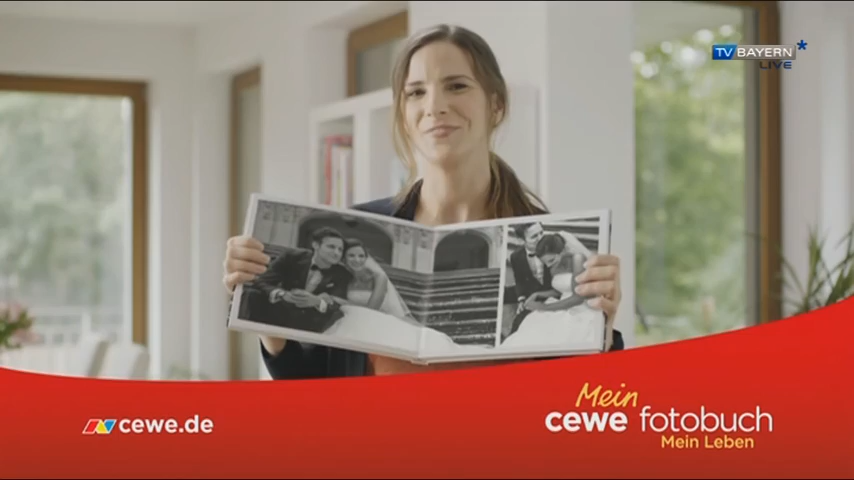 TV BAYERN
LIVE
cewe.de
Mein
cewe fotobuch
Mein Leben